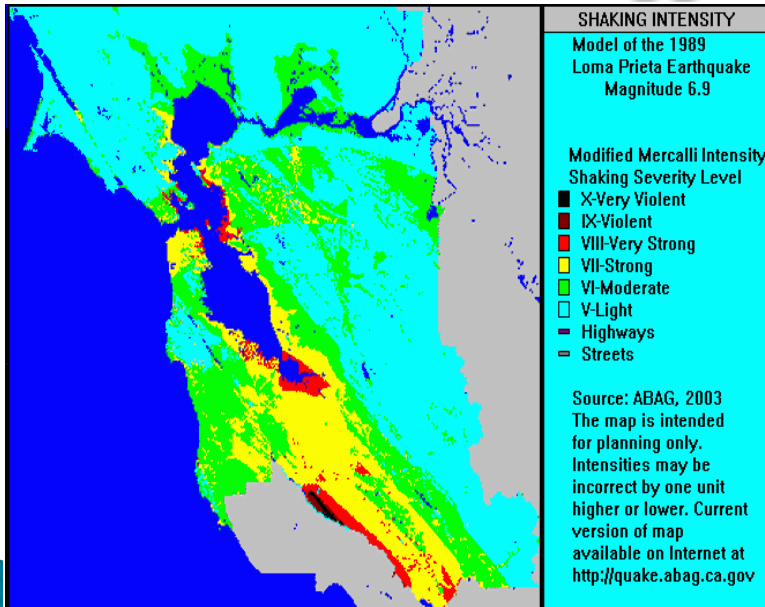 SHAKING INTENSITY
Model of the 1989
Loma Prieta Earthquake
Magnitude 6.9
Modified Mercalli Intensity
Shaking Severity Level
X-Very Violent
IX-Violent
VIII-Very Strong
VII-Strong
VI-Moderate
V-Light
Highways
Streets
Source: ABAG, 2003
The map is intended
for planning only.
Intensities may be
incorrect by one unit
higher or lower. Current
version of map
available on Internet at
http://quake.abag.ca.gov